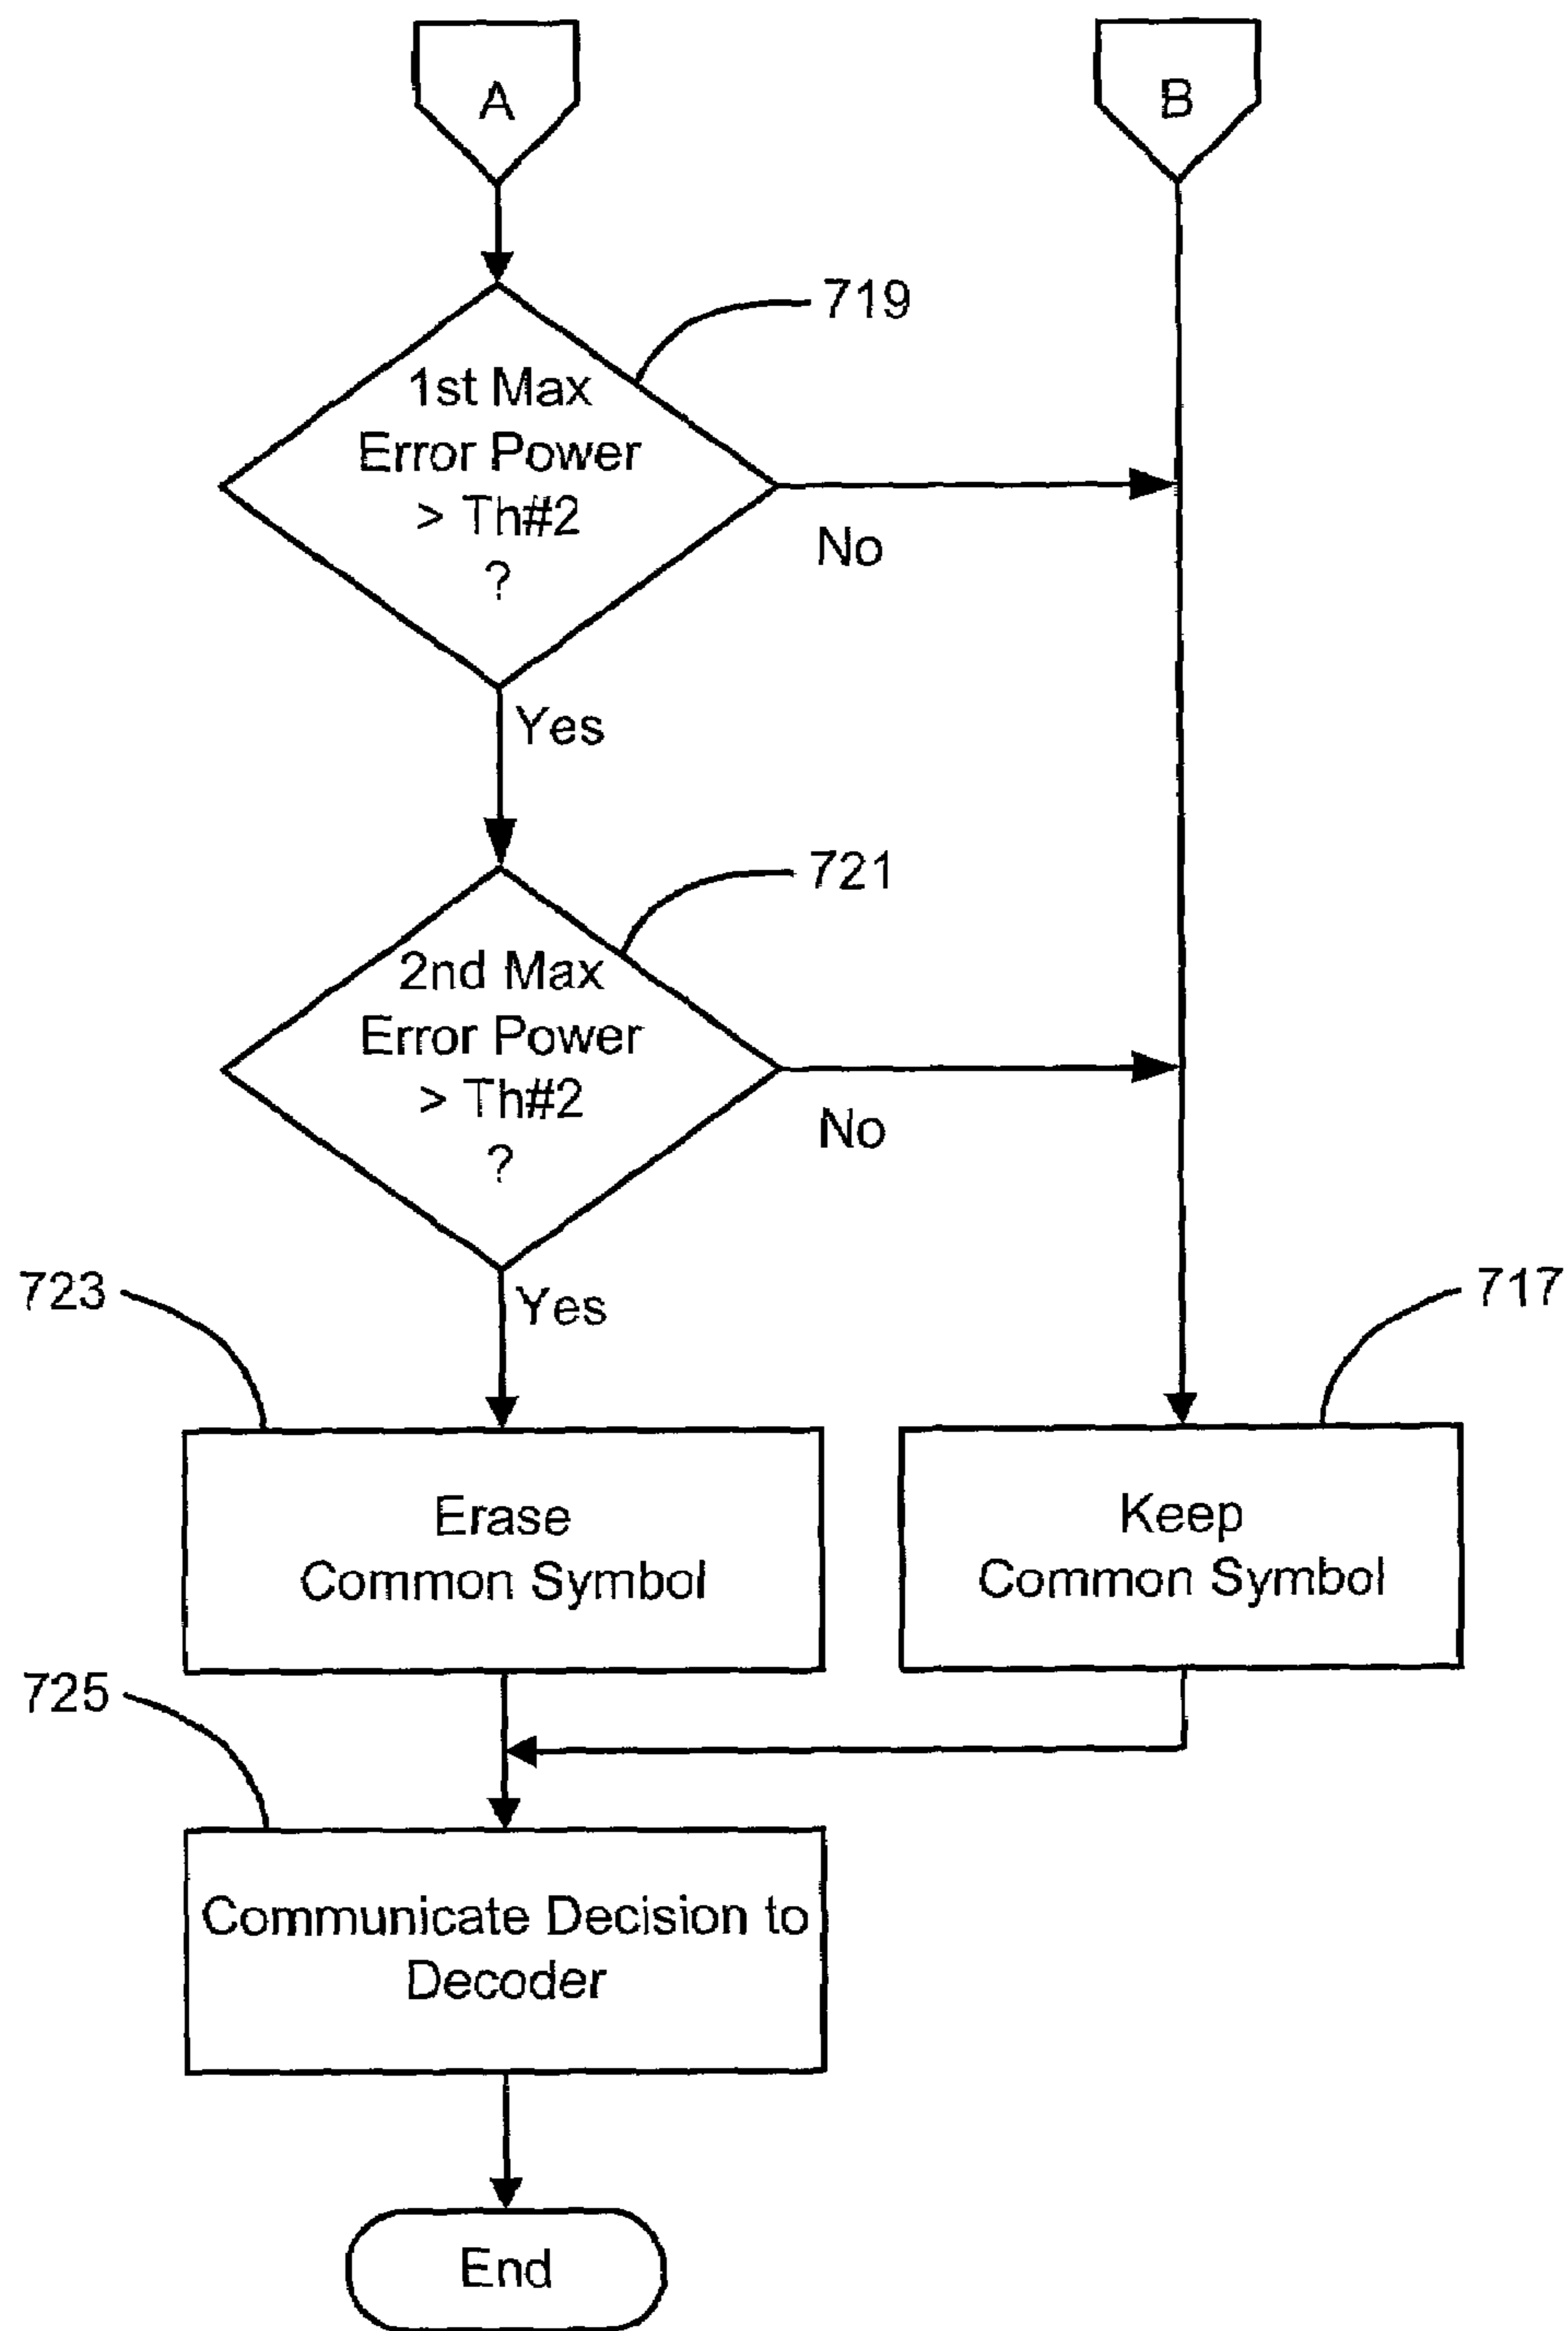 A
B
719
1st Max
Error Power
> Th#2
?
No
Yes
721
2nd Max
Error Power
> Th#2
?
No
Yes
723
717
Erase
Common Symbol
Keep
Common Symbol
725
Communicate Decision to
Decoder
End